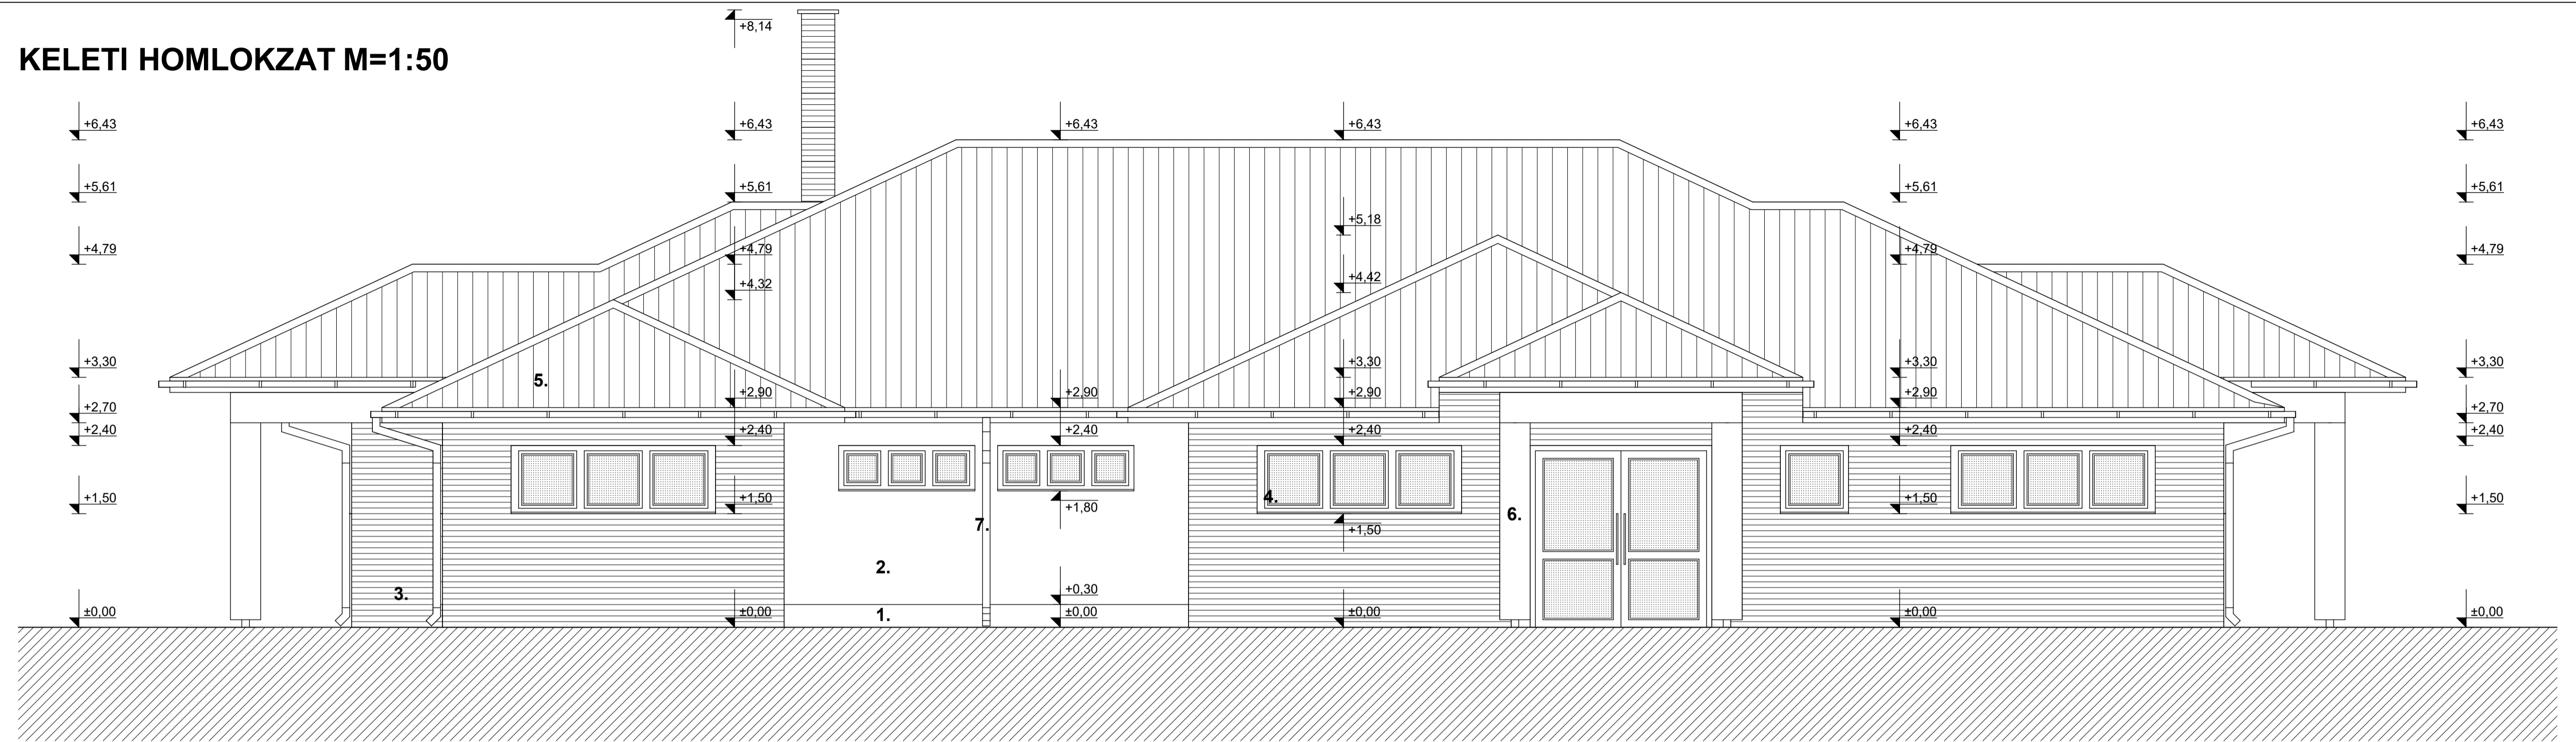 +8,14
KELETI HOMLOKZAT M=1:50
+6,43 +6,43 +6,43 +6,43 +6,43 +6,43
+5,61 +5,61 +5,61 +5,61
+5,18
+4,79 +4,79 +4,79 +4,79
+4,32 +4,42
+3,30 +3,30 +3,30 +3,30
5.
+2,90 +2,90 +2,90 +2,90
+2,70 +2,70
+2,40 +2,40 +2,40 +2,40 +2,40 +2,40
+1,50 +1,50 4. +1,50 +1,50
+1,80
6.
7. +1,50
2.
3. +0,30
±0,00 ±0,00 1. ±0,00 ±0,00 ±0,00 ±0,00